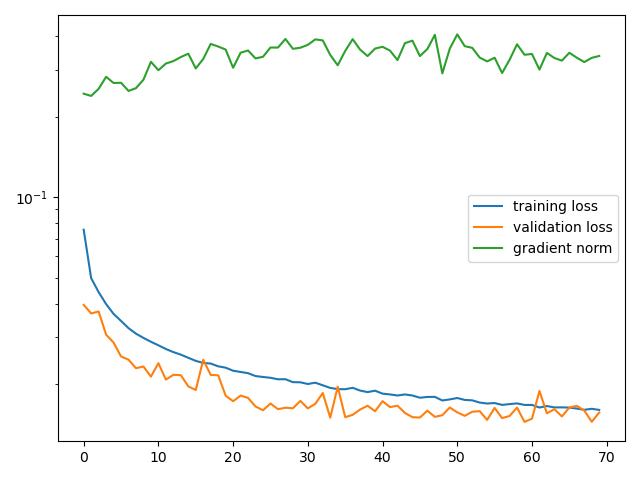 10⁻¹
training loss
validation loss
gradient norm
0 10 20 30 40 50 60 70